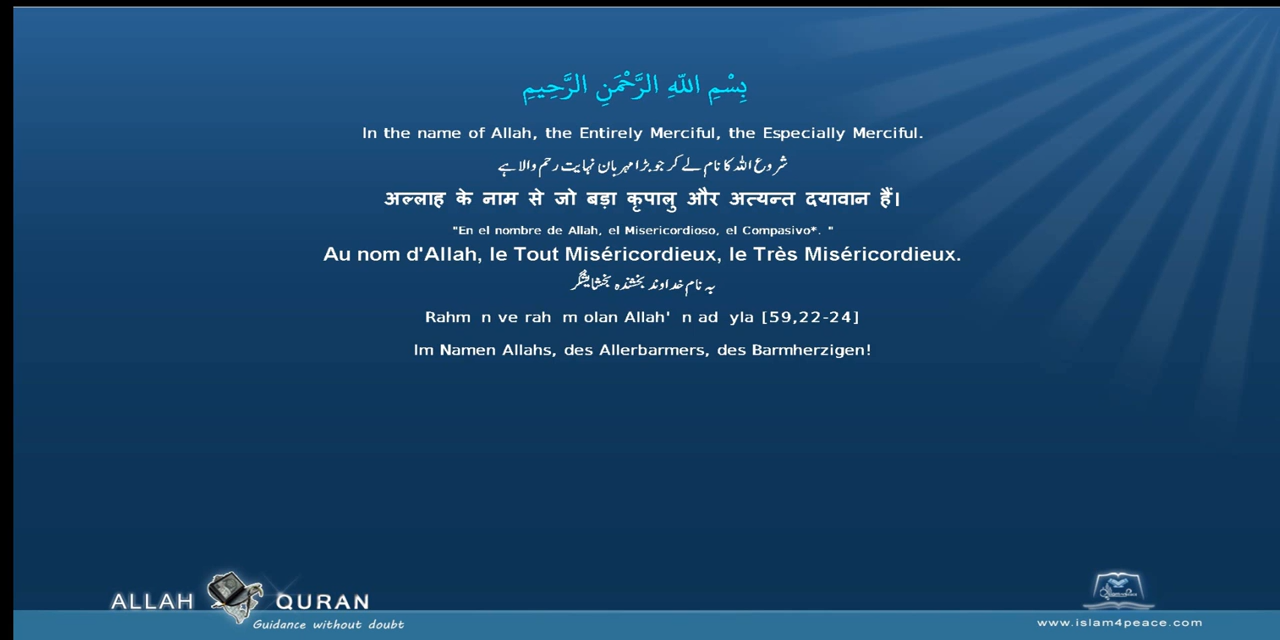 بِسْمِ اللَّهِ الرَّحْمَنِ الرَّحِيمِ
In the name of Allah, the Entirely Merciful, the Especially Merciful.
شروع الله کا نام لے کر جو بڑا مہربان نہایت رحم والا ہے
अल्लाह के नाम से जो बड़ा कृपालु और अत्यन्त दयावान हैं।
"En el nombre de Allah, el Misericordioso, el Compasivo*. "
Au nom d'Allah, le Tout Miséricordieux, le Très Miséricordieux.
به نام خداوند بخشنده بخشایشگر
Rahm n ve rah m olan Allah' n ad yla [59,22-24]
Im Namen Allahs, des Allerbarmers, des Barmherzigen!
ALLAH QURAN
Guidance without doubt
www.islam4peace.com